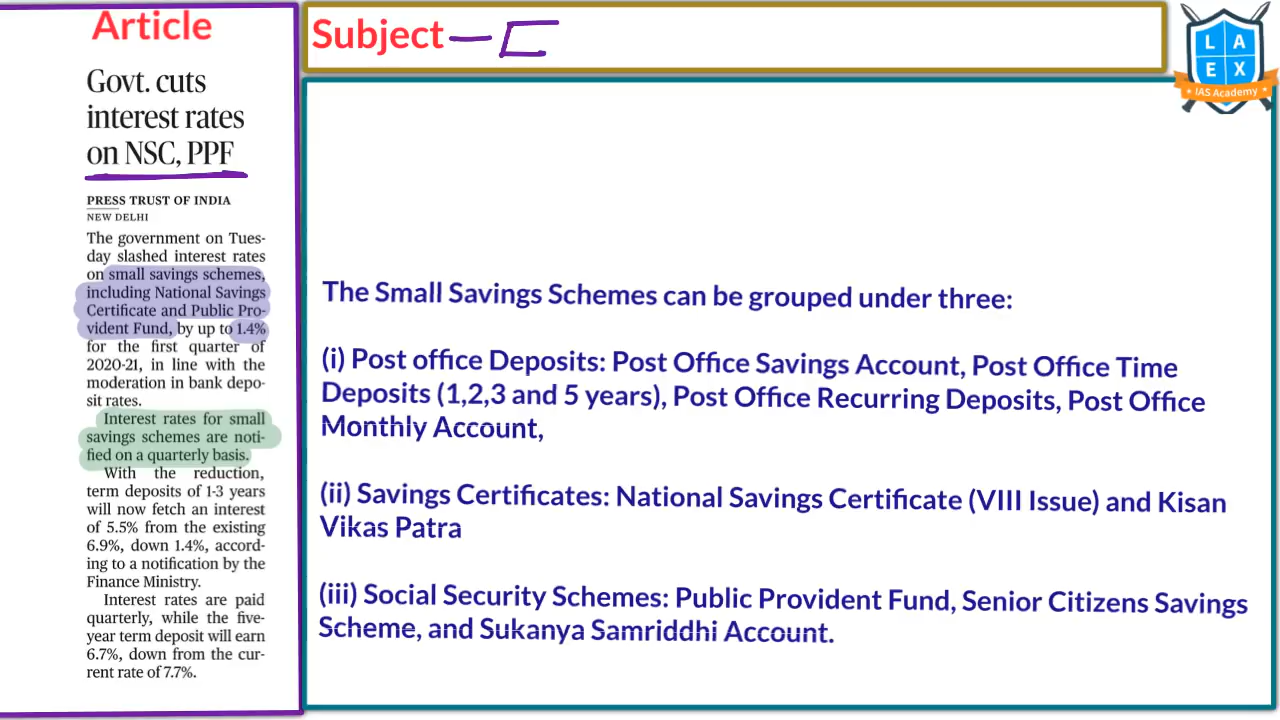 Article
Govt. cuts
interest rates
on NSC, PPF
PRESS TRUST OF INDIA
NEW DELHI
The government on Tues-
day slashed interest rates
on small savings schemes,
including National Savings
Certificate and Public Pro-
vident Fund, by up to 1.4%
for the first quarter of
2020-21, in line with the
moderation in bank depo-
sit rates.
Interest rates for small
savings schemes are noti-
fied on a quarterly basis.
With the reduction,
term deposits of 1-3 years
will now fetch an interest
of 5.5% from the existing
6.9%, down 1.4%, accord-
ing to a notification by the
Finance Ministry.
Interest rates are paid
quarterly, while the five-
year term deposit will earn
6.7%, down from the cur-
rent rate of 7.7%.
Subject
The Small Savings Schemes can be grouped under three:
(i) Post office Deposits: Post Office Savings Account, Post Office Time
Deposits (1,2,3 and 5 years), Post Office Recurring Deposits, Post Office
Monthly Account,
(ii) Savings Certificates: National Savings Certificate (VIII Issue) and Kisan
Vikas Patra
(iii) Social Security Schemes: Public Provident Fund, Senior Citizens Savings
Scheme, and Sukanya Samriddhi Account.
L A
E X
IAS Academy